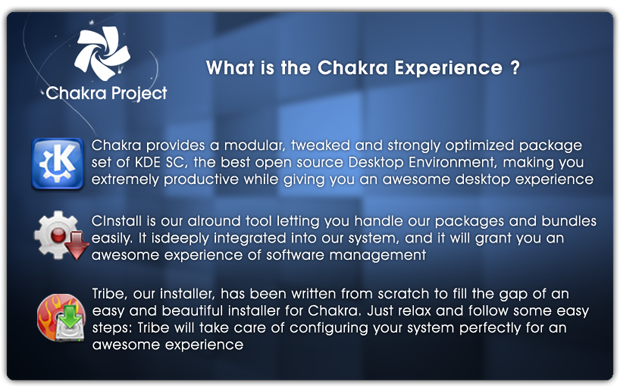 What is the Chakra Experience ?
Chakra Project
Chakra provides a modular, tweaked and strongly optimized package
set of KDE SC, the best open source Desktop Environment, making you
extremely productive while giving you an awesome desktop experience
CInstall is our alround tool letting you handle our packages and bundles
easily. It isdeeply integrated into our system, and it will grant you an
awesome experience of software management
Tribe, our installer, has been written from scratch to fill the gap of an
easy and beautiful installer for Chakra. Just relax and follow some easy
steps: Tribe will take care of configuring your system perfectly for an
awesome experience